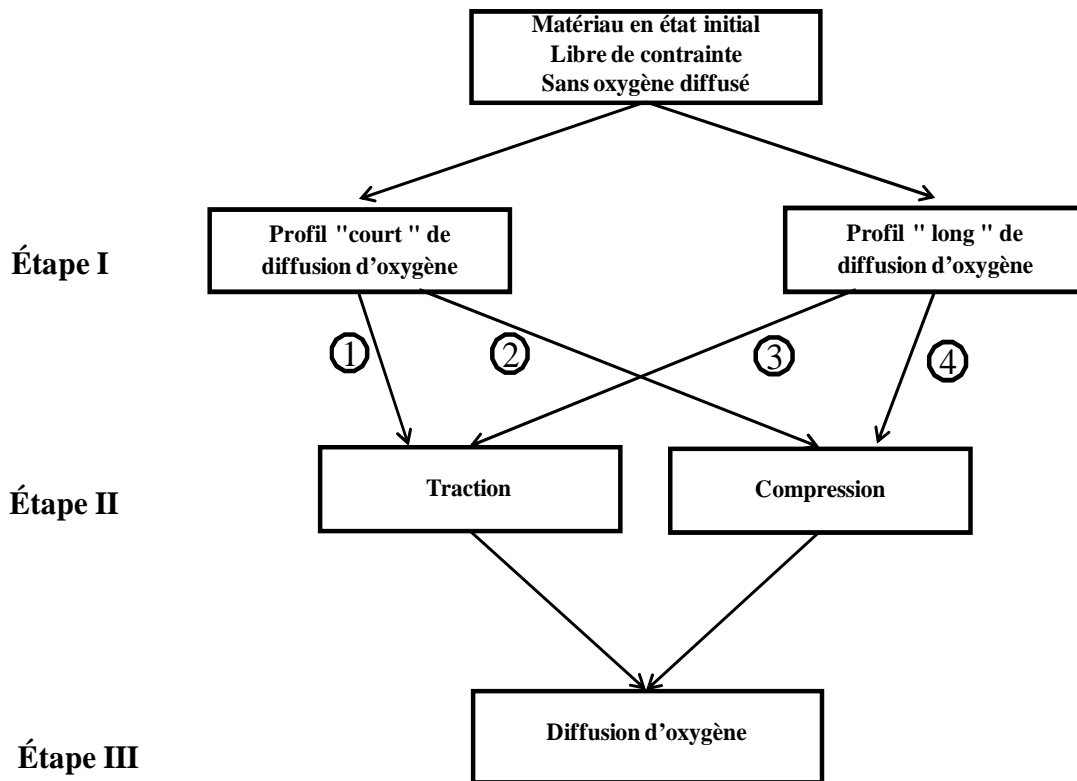 Matériau en état initial
Libre de contrainte
Sans oxygène diffusé
Étape I
Profil "court " de
diffusion d’oxygène
Profil " long " de
diffusion d’oxygène
1
2
3
4
Étape II
Traction
Compression
Étape III
Diffusion d’oxygène